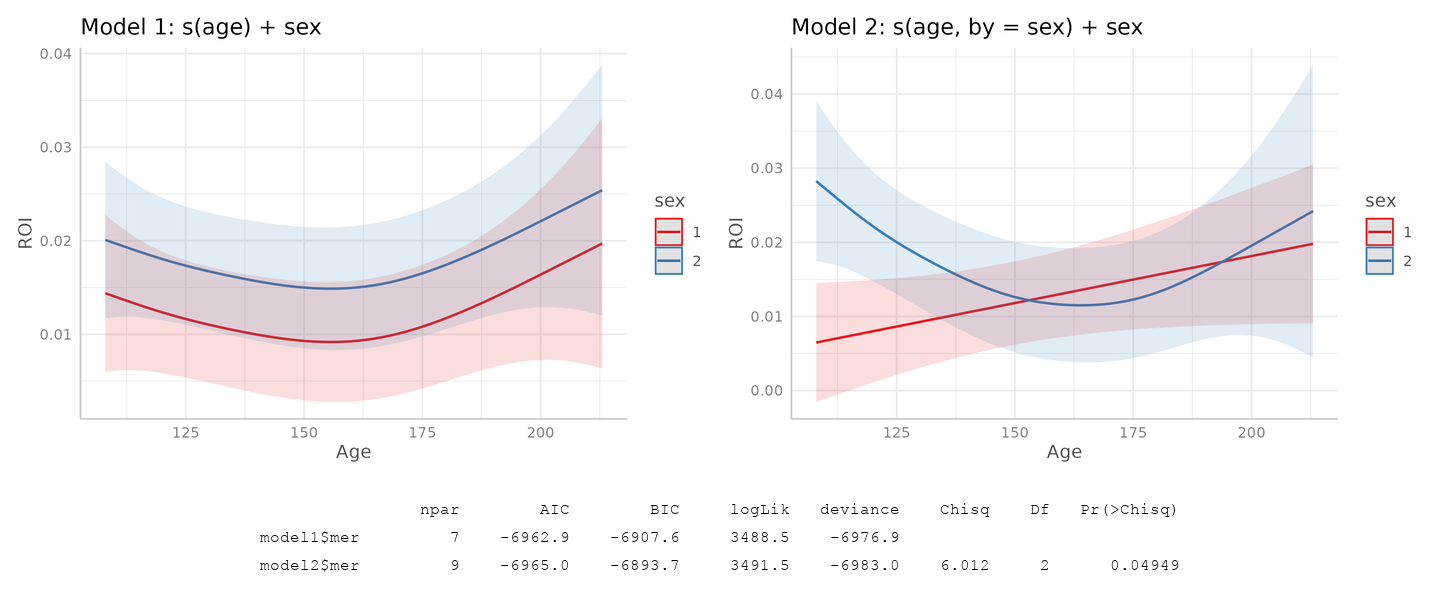 Model 1: s(age) + sex
0.04
0.03
0.02
0.01
ROI
125 150 175 200
Age
sex
1
2
Model 2: s(age, by = sex) + sex
0.04
0.03
0.02
0.01
0.00
ROI
125 150 175 200
Age
sex
1
2
npar AIC BIC logLik deviance Chisq Df Pr(>Chisq)
model1$mer 7 -6962.9 -6907.6 3488.5 -6976.9
model2$mer 9 -6965.0 -6893.7 3491.5 -6983.0 6.012 2 0.04949